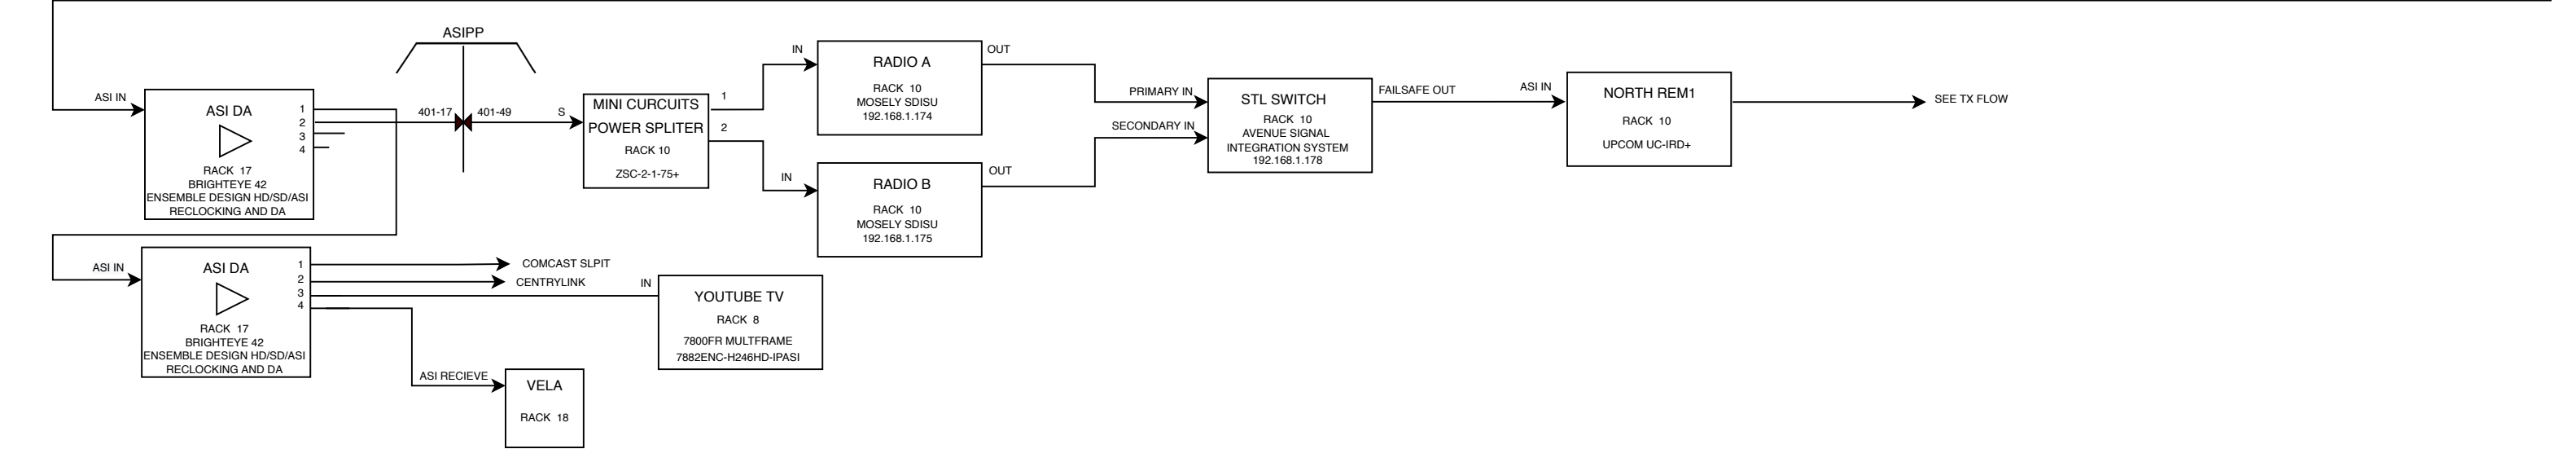 ASIPP
ASI IN
ASI DA
1
2
3
4
RACK 17
BRIGHTEYE 42
ENSEMBLE DESIGN HD/SD/ASI
RECLOCKING AND DA
401-17
401-49
S
MINI CURCUITS
POWER SPLITER
RACK 10
ZSC-2-1-75+
1
2
IN
RADIO A
RACK 10
MOSELY SDISU
192.168.1.174
OUT
IN
RADIO B
RACK 10
MOSELY SDISU
192.168.1.175
OUT
PRIMARY IN
SECONDARY IN
STL SWITCH
RACK 10
AVENUE SIGNAL
INTEGRATION SYSTEM
192.168.1.178
FAILSAFE OUT
ASI IN
NORTH REM1
RACK 10
UPCOM UC-IRD+
SEE TX FLOW
ASI IN
ASI DA
1
2
3
4
RACK 17
BRIGHTEYE 42
ENSEMBLE DESIGN HD/SD/ASI
RECLOCKING AND DA
COMCAST SLPIT
CENTRYLINK
IN
YOUTUBE TV
RACK 8
7800FR MULTFRAME
7882ENC-H246HD-IPASI
ASI RECIEVE
VELA
RACK 18